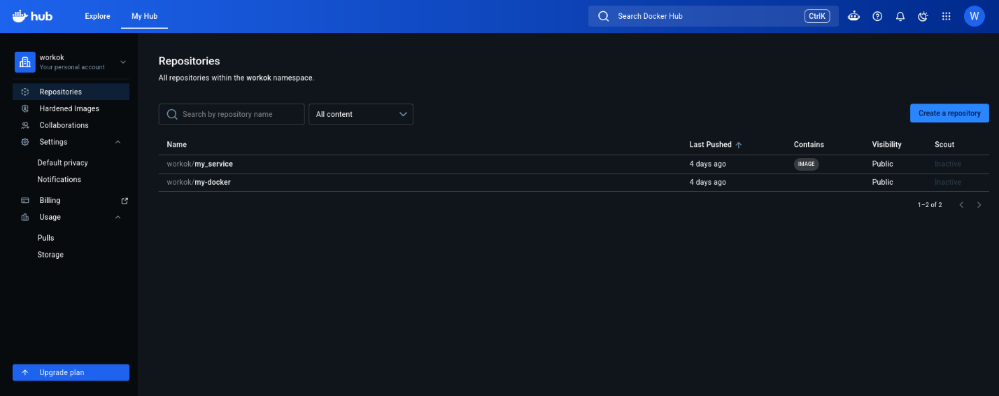 hub Explore My Hub Search Docker Hub CtrlK W
workok
Your personal account
Repositories
Hardened Images
Collaborations
Settings
Default privacy
Notifications
Billing
Usage
Pulls
Storage
Upgrade plan
Repositories
All repositories within the workok namespace.
Search by repository name All content Create a repository
Name Last Pushed Contains Visibility Scout
workok/my_service 4 days ago IMAGE Public Inactive
workok/my-docker 4 days ago Public Inactive
1–2 of 2